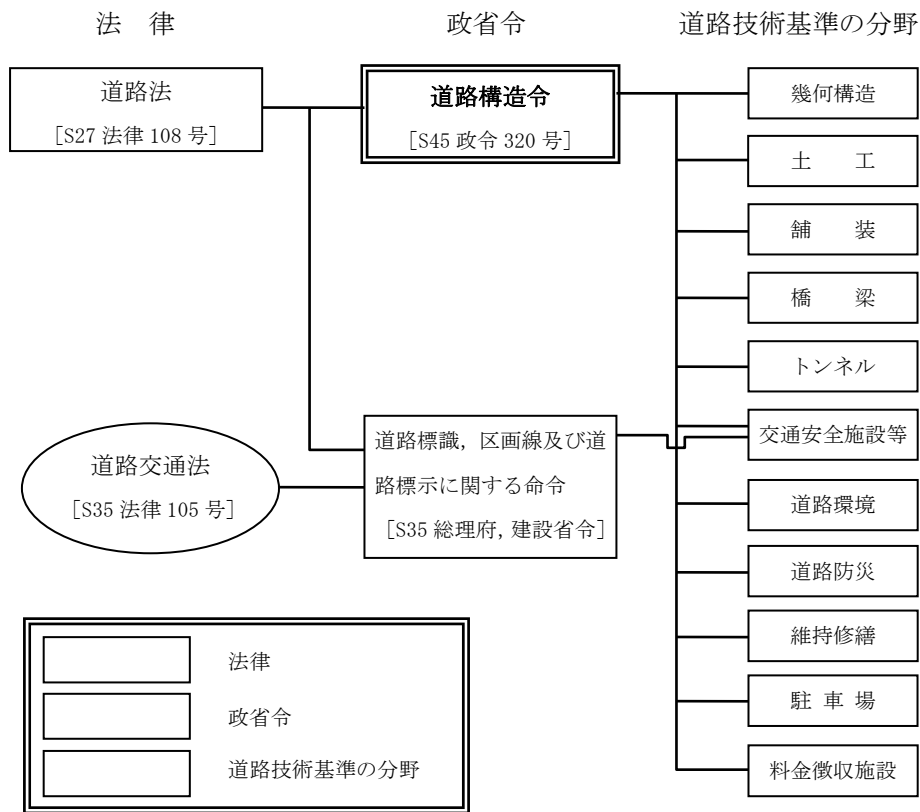 法 律
政省令
道路技術基準の分野
道路法
[S27 法律 108 号]
道路構造令
[S45 政令 320 号]
幾何構造
土 工
舗 装
橋 梁
トンネル
交通安全施設等
道路環境
道路防災
維持修繕
駐 車 場
料金徴収施設
道路標識, 区画線及び道
路標示に関する命令
[S35 総理府, 建設省令]
道路交通法
[S35 法律 105 号]
法律
政省令
道路技術基準の分野